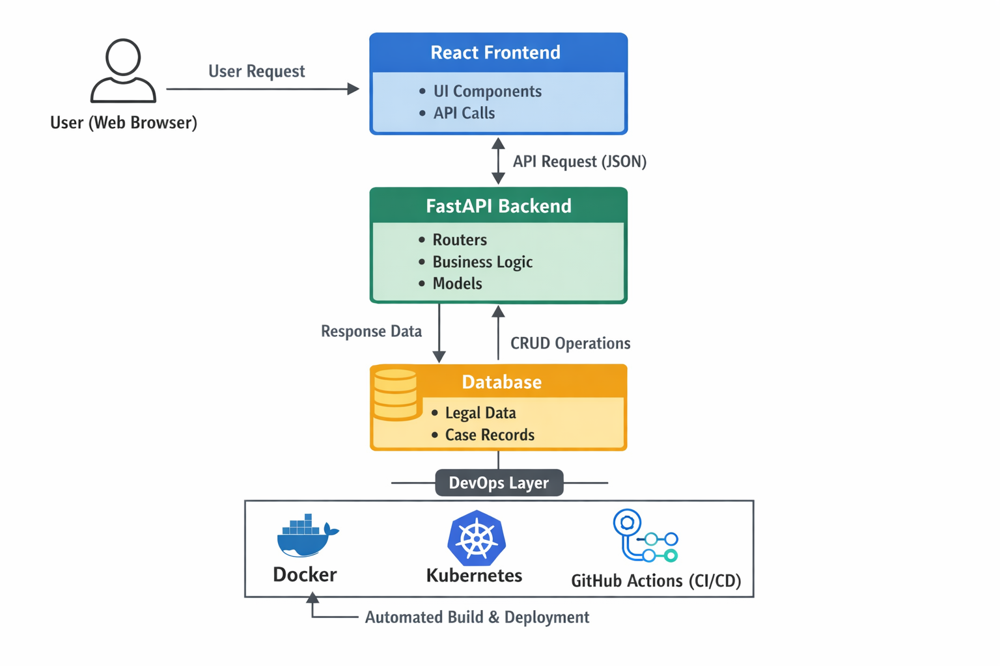 React Frontend
User Request
• UI Components
• API Calls
User (Web Browser)
API Request (JSON)
FastAPI Backend
• Routers
• Business Logic
• Models
Response Data
CRUD Operations
Database
• Legal Data
• Case Records
DevOps Layer
Docker
Kubernetes
GitHub Actions (CI/CD)
Automated Build & Deployment